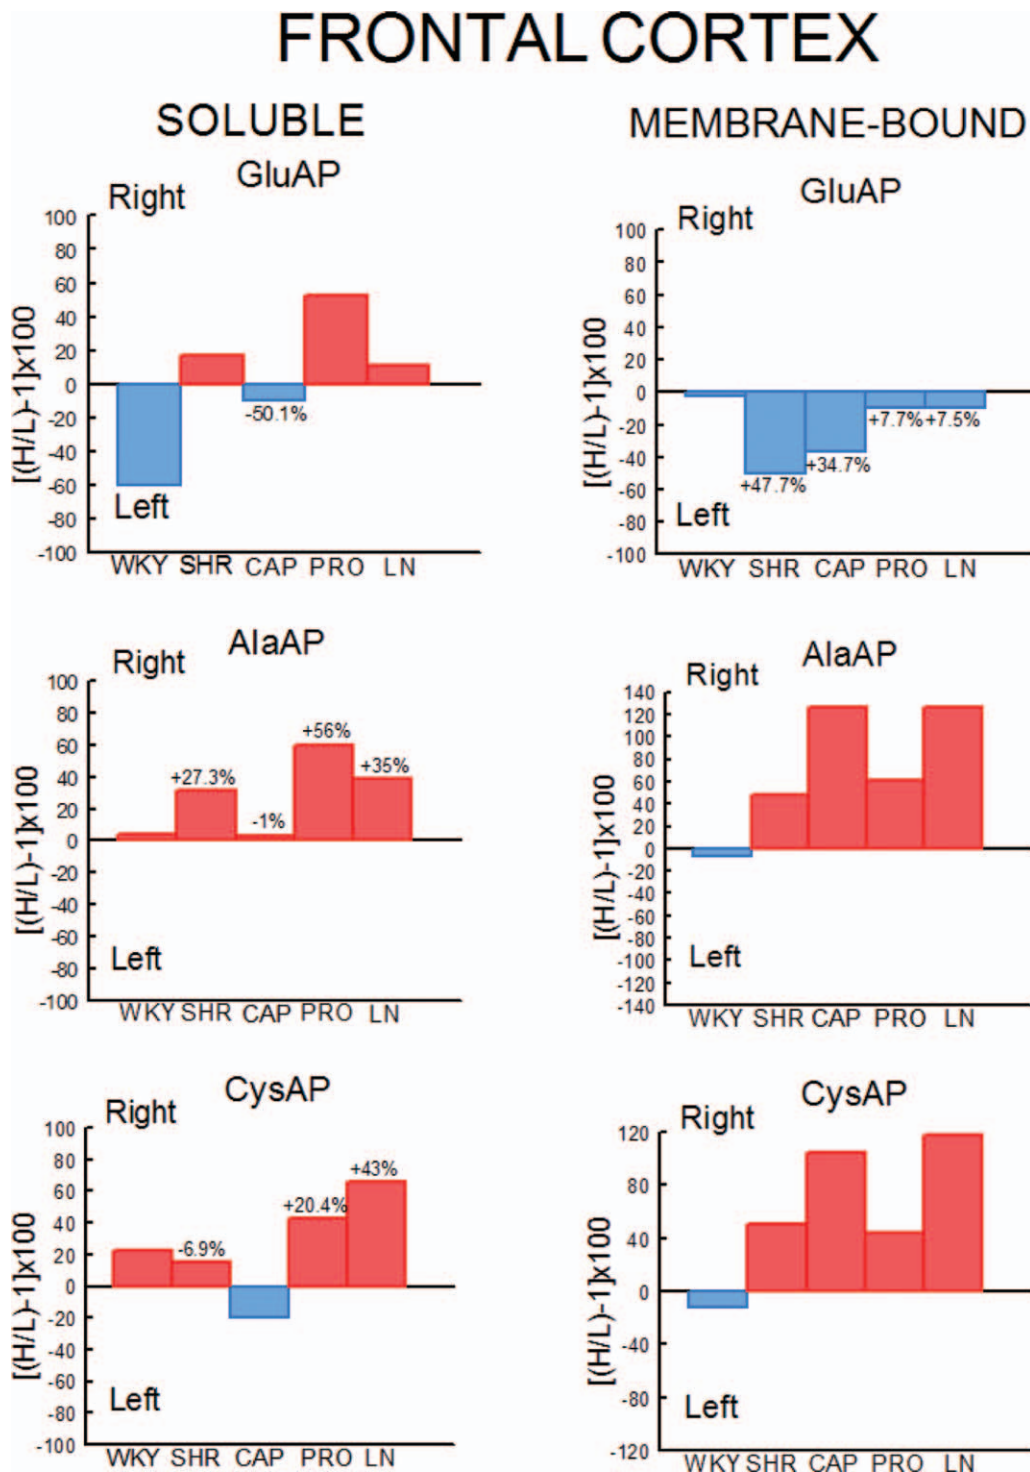 FRONTAL CORTEX
SOLUBLE
GluAP
Right
100
80
60
40
20
0
-20
-40
-60
-80
-100
[(H/L)-1]x100
-50.1%
Left
WKY SHR CAP PRO LN
MEMBRANE-BOUND
GluAP
Right
100
80
60
40
20
0
-20
-40
-60
-80
-100
[(H/L)-1]x100
+47.7%
+34.7%
+7.7% +7.5%
Left
WKY SHR CAP PRO LN
AlaAP
Right
100
80
60
40
20
0
-20
-40
-60
-80
-100
[(H/L)-1]x100
+27.3%
-1%
+56%
+35%
Left
WKY SHR CAP PRO LN
AlaAP
Right
140
120
100
80
60
40
20
0
-20
-40
-60
-80
-100
-120
-140
[(H/L)-1]x100
Left
WKY SHR CAP PRO LN
CysAP
Right
100
80
60
40
20
0
-20
-40
-60
-80
-100
[(H/L)-1]x100
-6.9%
+20.4%
+43%
Left
WKY SHR CAP PRO LN
CysAP
Right
120
80
40
0
-40
-80
-120
[(H/L)-1]x100
Left
WKY SHR CAP PRO LN